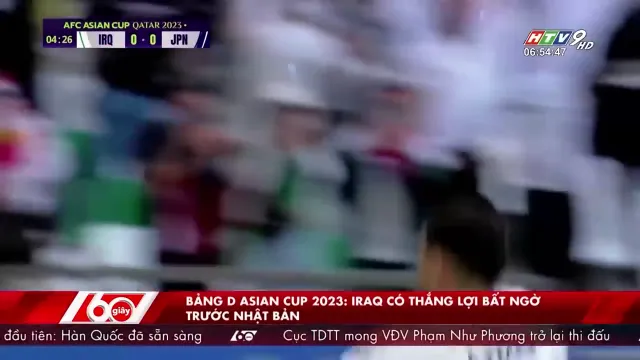 AFC ASIAN CUP QATAR 2023
04:26 IRQ 0 - 0 JPN
HTV9 HD
06:54:47
60 giây
BẢNG D ASIAN CUP 2023: IRAQ CÓ THẮNG LỢI BẤT NGỜ
TRƯỚC NHẬT BẢN
đầu tiên: Hàn Quốc đã sẵn sàng 60 giây Cục TDTT mong VĐV Phạm Như Phương trở lại thi đấu